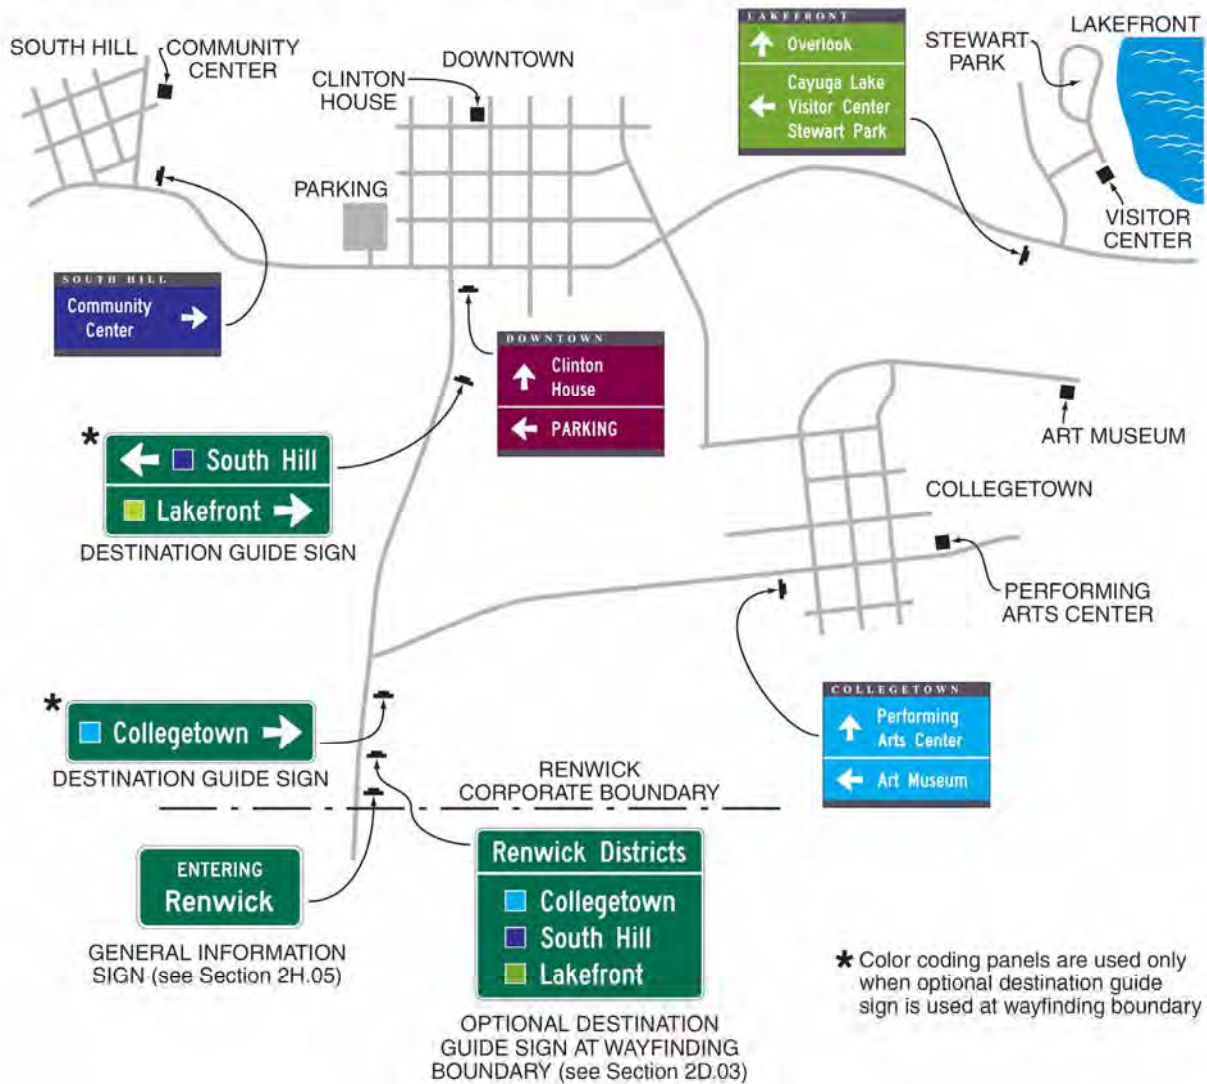 SOUTH HILL
COMMUNITY
CENTER
CLINTON
HOUSE
DOWNTOWN
LAKEFRONT
Overlook
Cayuga Lake
Visitor Center
Stewart Park
STEWART
PARK
LAKEFRONT
PARKING
VISITOR
CENTER
SOUTH HILL
Community
Center
DOWNTOWN
Clinton
House
PARKING
ART MUSEUM
* South Hill
Lakefront
DESTINATION GUIDE SIGN
COLLEGETOWN
PERFORMING
ARTS CENTER
* Collegetown
DESTINATION GUIDE SIGN
COLLEGETOWN
Performing
Arts Center
Art Museum
RENWICK
CORPORATE BOUNDARY
ENTERING
Renwick
GENERAL INFORMATION
SIGN (see Section 2H.05)
Renwick Districts
Collegetown
South Hill
Lakefront
OPTIONAL DESTINATION
GUIDE SIGN AT WAYFINDING
BOUNDARY (see Section 2D.03)
* Color coding panels are used only
when optional destination guide
sign is used at wayfinding boundary